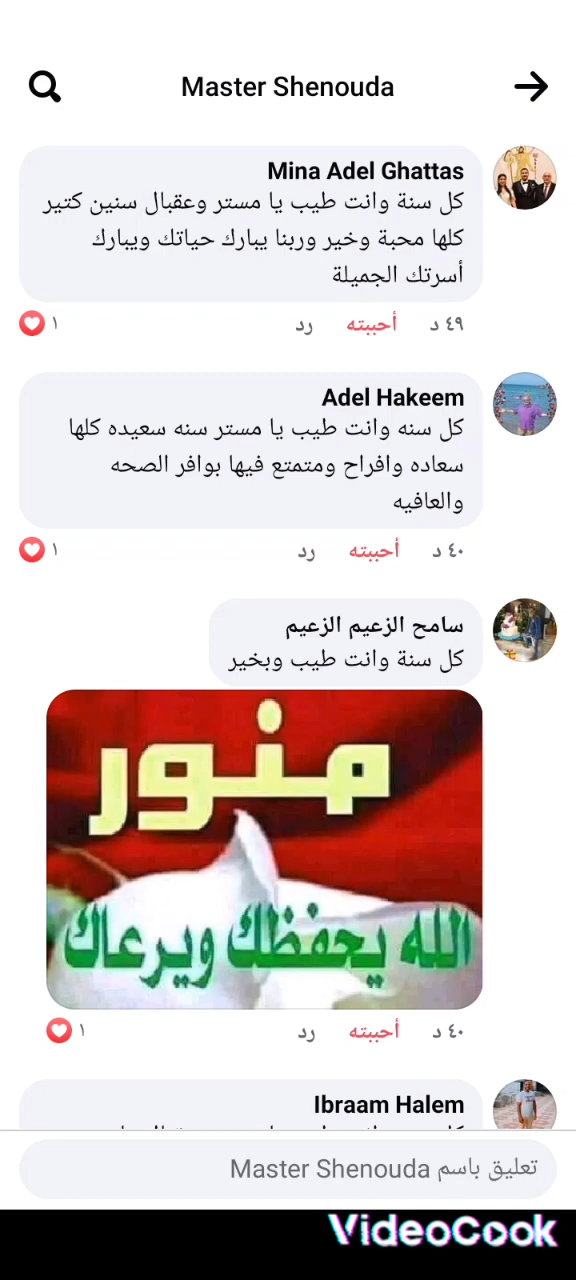 Master Shenouda
Mina Adel Ghattas
كل سنة وانت طيب يا مستر وعقبال سنين كتير
كلها محبة وخير وربنا يبارك حياتك ويبارك
أسرتك الجميلة
٤٩ د أحببته رد ١
Adel Hakeem
كل سنه وانت طيب يا مستر سنه سعيده كلها
سعاده وافراح ومتمتع فيها بوافر الصحه
والعافيه
٤٠ د أحببته رد ١
سامح الزعيم الزعيم
كل سنة وانت طيب وبخير
منور
الله يحفظك ويرعاك
٤٠ د أحببته رد ١
Ibraam Halem
تعليق باسم Master Shenouda
VideoCook